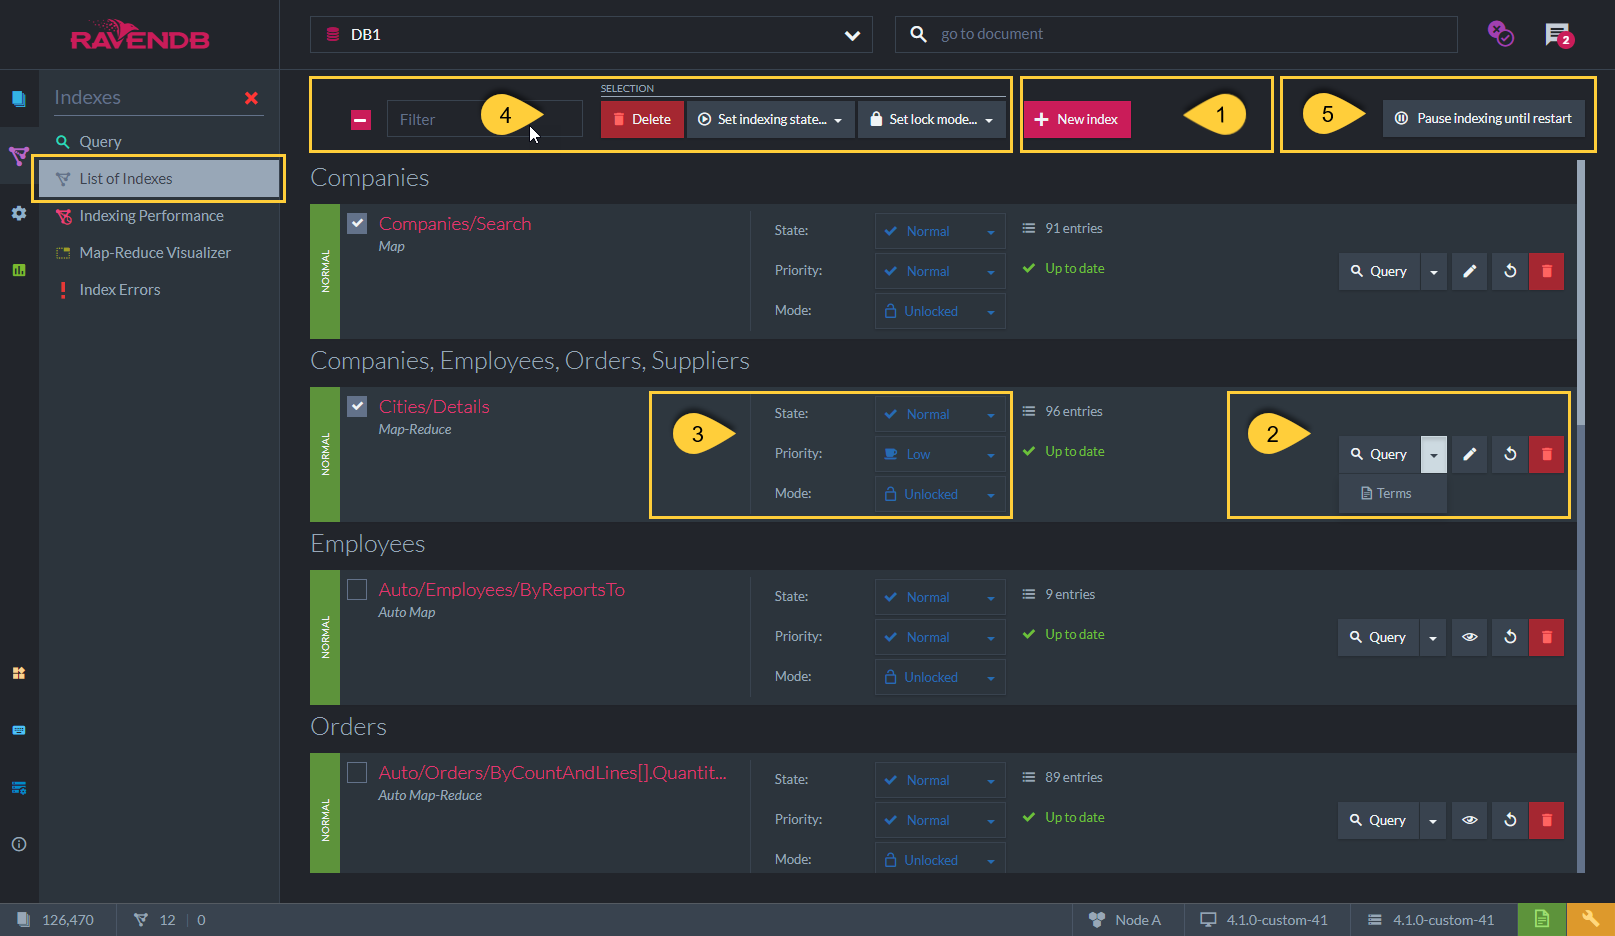 RAVENDB
DB1
go to document
2
Indexes
Query
List of Indexes
Indexing Performance
Map-Reduce Visualizer
Index Errors
Filter
4
SELECTION
Delete
Set indexing state...
Set lock mode...
New index
1
5
Pause indexing until restart
Companies
NORMAL
Companies/Search
Map
State:
Normal
Priority:
Normal
Mode:
Unlocked
91 entries
Up to date
Query
Companies, Employees, Orders, Suppliers
NORMAL
Cities/Details
Map-Reduce
3
State:
Normal
Priority:
Low
Mode:
Unlocked
96 entries
Up to date
2
Query
Terms
Employees
NORMAL
Auto/Employees/ByReportsTo
Auto Map
State:
Normal
Priority:
Normal
Mode:
Unlocked
9 entries
Up to date
Query
Orders
NORMAL
Auto/Orders/ByCountAndLines[].Quantit...
Auto Map-Reduce
State:
Normal
Priority:
Normal
Mode:
Unlocked
89 entries
Up to date
Query
126,470
12 | 0
Node A
4.1.0-custom-41
4.1.0-custom-41